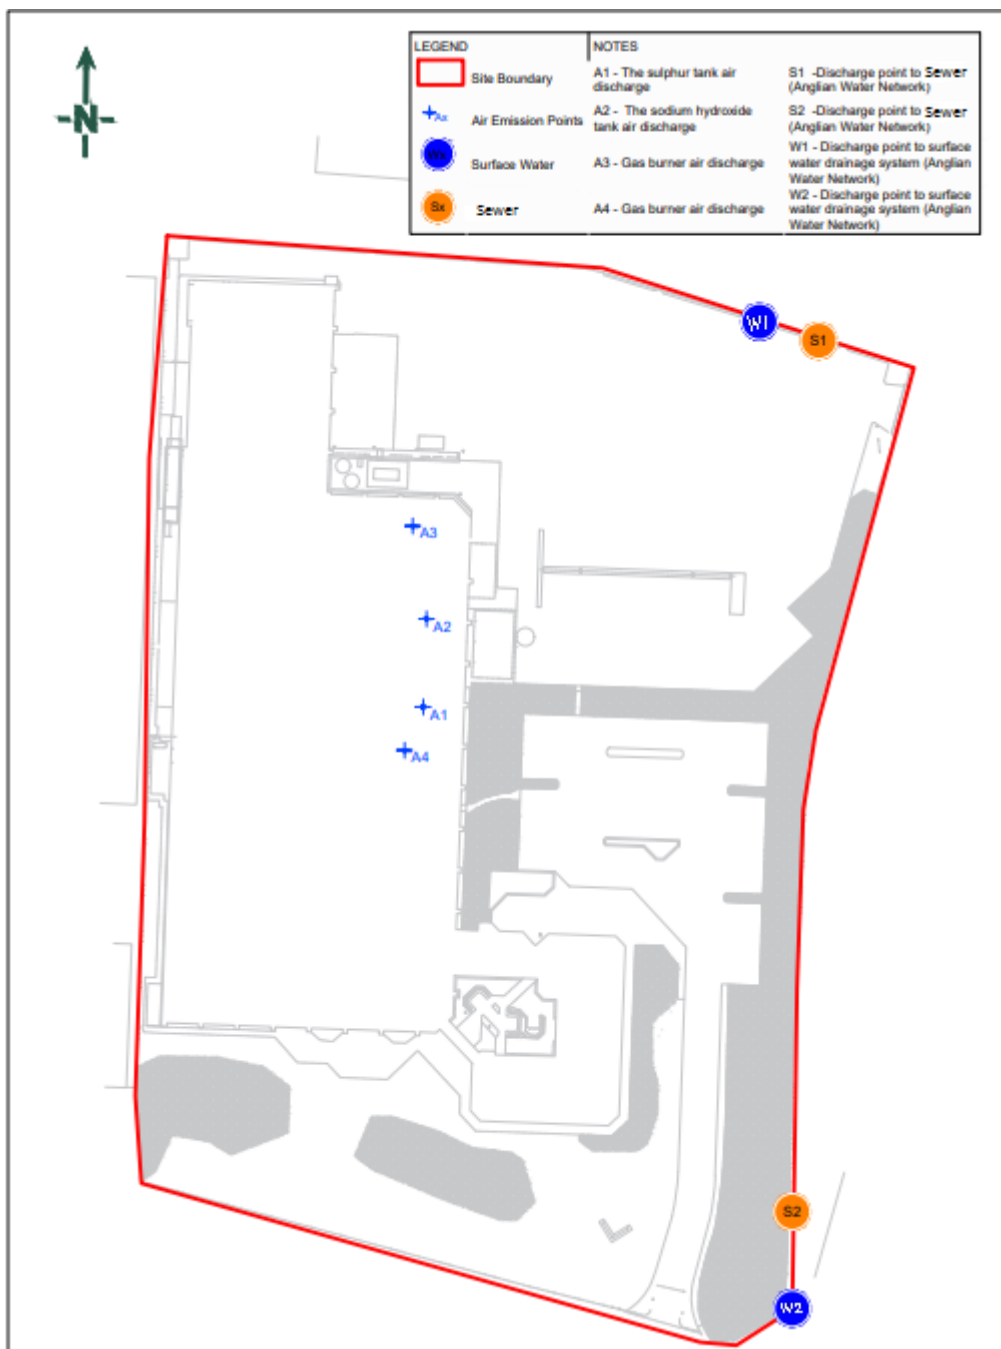 N
LEGEND
Site Boundary
Ax Air Emission Points
Wx Surface Water
Sx Sewer
NOTES
A1 - The sulphur tank air
discharge
A2 - The sodium hydroxide
tank air discharge
A3 - Gas burner air discharge
A4 - Gas burner air discharge
S1 -Discharge point to Sewer
(Anglian Water Network)
S2 -Discharge point to Sewer
(Anglian Water Network)
W1 - Discharge point to surface
water drainage system (Anglian
Water Network)
W2 - Discharge point to surface
water drainage system (Anglian
Water Network)
W1
S1
A3
A2
A1
A4
S2
W2